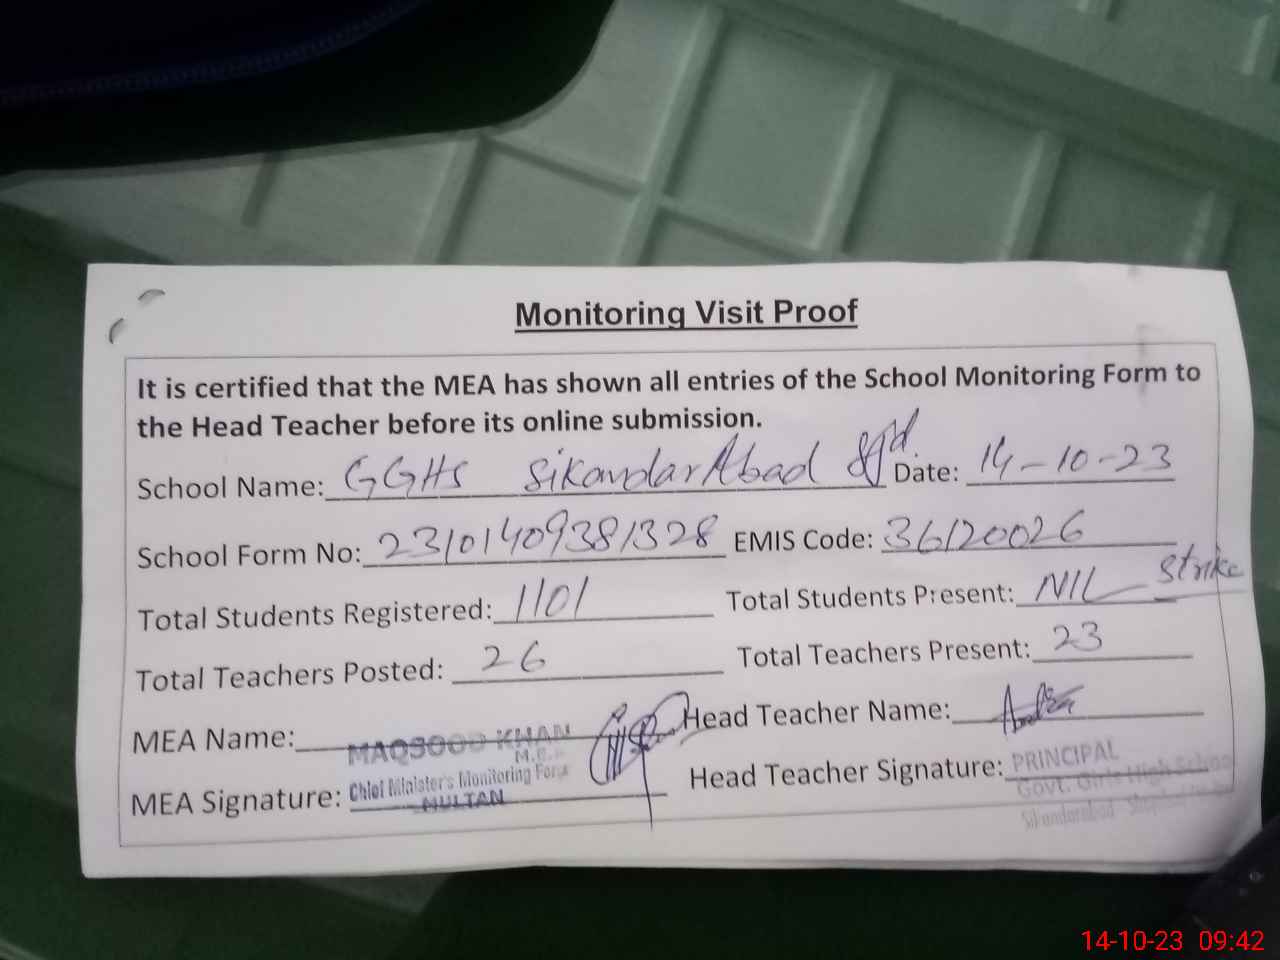 Monitoring Visit Proof
It is certified that the MEA has shown all entries of the School Monitoring Form to
the Head Teacher before its online submission.
School Name: GGHS SikandarAbad Date: 14-10-23
School Form No: 2310140938 1328 EMIS Code: 36120026
Total Students Registered: 1101 Total Students Present: NIL Strike
Total Teachers Posted: 26 Total Teachers Present: 23
MEA Name: MAQSOOD KHAN Head Teacher Name:
M.E.
MEA Signature: Chief Minister's Monitoring Force Head Teacher Signature: PRINCIPAL
MULTAN Govt. Girls High School
Sikandarabad
14-10-23 09:42